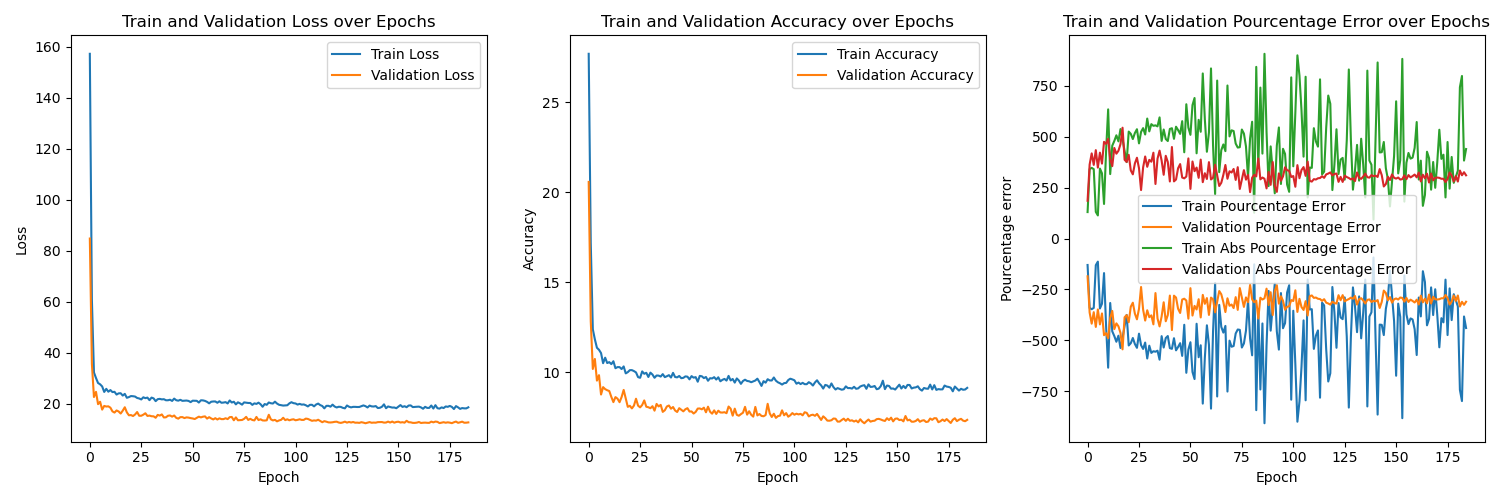 Train and Validation Loss over Epochs
160
140
120
100
80
60
40
20
Loss
0 25 50 75 100 125 150 175
Epoch
Train Loss
Validation Loss
Train and Validation Accuracy over Epochs
25
20
15
10
Accuracy
0 25 50 75 100 125 150 175
Epoch
Train Accuracy
Validation Accuracy
Train and Validation Pourcentage Error over Epochs
750
500
250
0
−250
−500
−750
Pourcentage error
0 25 50 75 100 125 150 175
Epoch
Train Pourcentage Error
Validation Pourcentage Error
Train Abs Pourcentage Error
Validation Abs Pourcentage Error